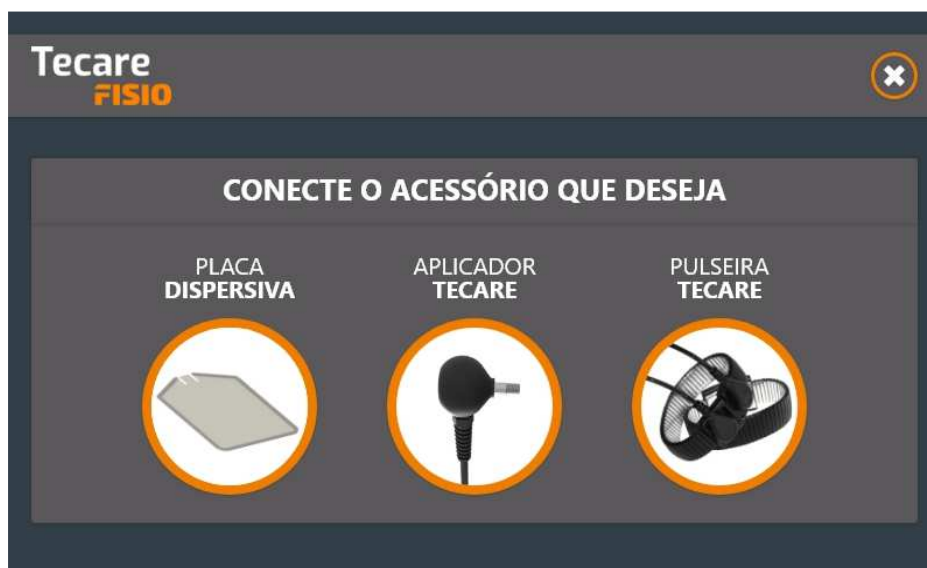 Tecare
FISIO
CONECTE O ACESSÓRIO QUE DESEJA
PLACA
DISPERSIVA
APLICADOR
TECARE
PULSEIRA
TECARE